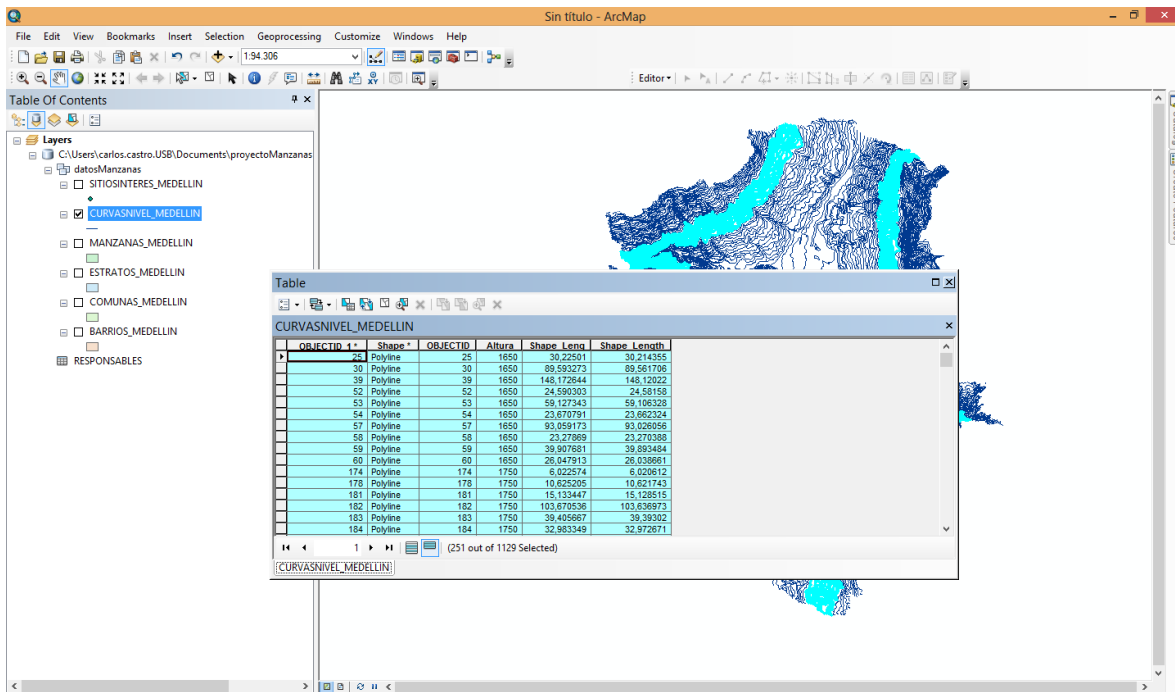 Sin título - ArcMap
File Edit View Bookmarks Insert Selection Geoprocessing Customize Windows Help
1:94.306
Editor
Table Of Contents
Layers
C:\Users\carlos.castro.USB\Documents\proyectoManzanas
datosManzanas
SITIOSINTERES_MEDELLIN
CURVASNIVEL_MEDELLIN
MANZANAS_MEDELLIN
ESTRATOS_MEDELLIN
COMUNAS_MEDELLIN
BARRIOS_MEDELLIN
RESPONSABLES
Table
CURVASNIVEL_MEDELLIN
OBJECTID_1 * Shape * OBJECTID Altura Shape_Leng Shape_Length
25 Polyline 25 1650 30,22501 30,214355
30 Polyline 30 1650 89,593273 89,561706
39 Polyline 39 1650 148,172644 148,12022
52 Polyline 52 1650 24,590303 24,58158
53 Polyline 53 1650 59,127343 59,106328
54 Polyline 54 1650 23,670791 23,662324
57 Polyline 57 1650 93,059173 93,026056
58 Polyline 58 1650 23,27869 23,270388
59 Polyline 59 1650 39,907681 39,893484
60 Polyline 60 1650 26,047913 26,038661
174 Polyline 174 1750 6,022574 6,020612
178 Polyline 178 1750 10,625205 10,621743
181 Polyline 181 1750 15,133447 15,128515
182 Polyline 182 1750 103,670536 103,636973
183 Polyline 183 1750 39,405667 39,39302
184 Polyline 184 1750 32,983349 32,972671
1 (251 out of 1129 Selected)
CURVASNIVEL_MEDELLIN